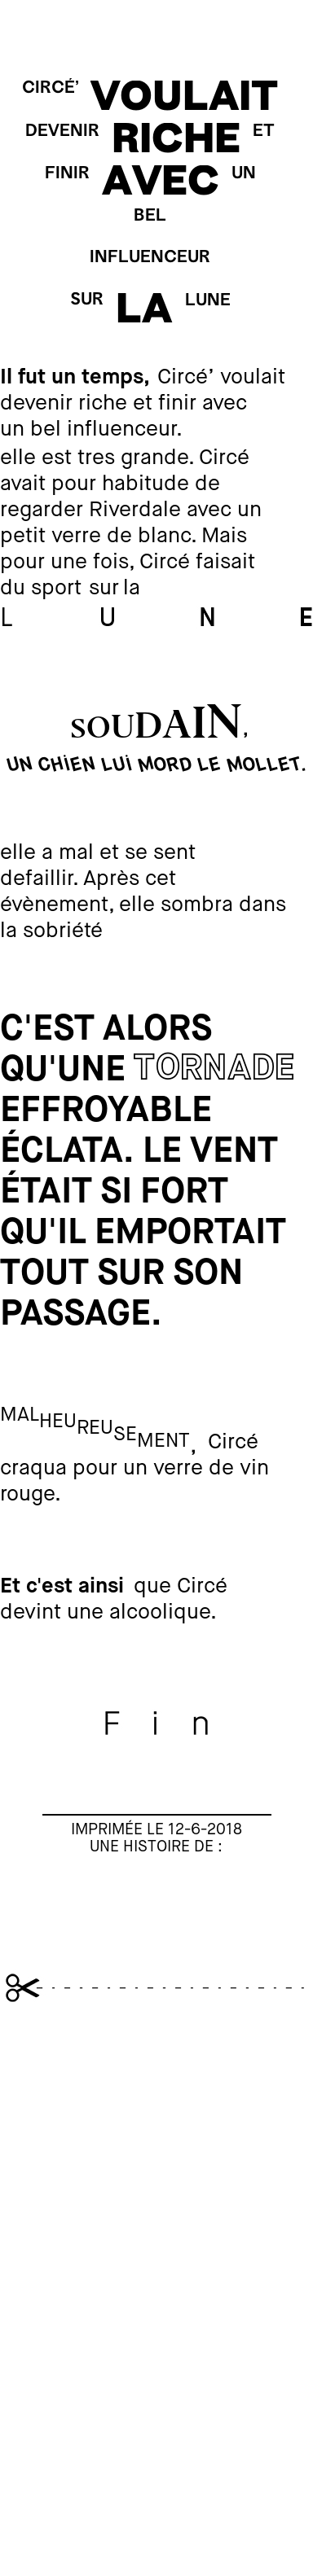 CIRCÉ’ VOULAIT
DEVENIR RICHE ET
FINIR AVEC UN
BEL
INFLUENCEUR
SUR LA LUNE
Il fut un temps, Circé’ voulait
devenir riche et finir avec
un bel influenceur.
elle est tres grande. Circé
avait pour habitude de
regarder Riverdale avec un
petit verre de blanc. Mais
pour une fois, Circé faisait
du sport sur la
L U N E
SOUDAIN,
UN CHiEN LUi MORD LE MOLLET.
elle a mal et se sent
defaillir. Après cet
évènement, elle sombra dans
la sobriété
C'EST ALORS
QU'UNE TORNADE
EFFROYABLE
ÉCLATA. LE VENT
ÉTAIT SI FORT
QU'IL EMPORTAIT
TOUT SUR SON
PASSAGE.
MALHEUREUSEMENT, Circé
craqua pour un verre de vin
rouge.
Et c'est ainsi que Circé
devint une alcoolique.
F i n
IMPRIMÉE LE 12-6-2018
UNE HISTOIRE DE :